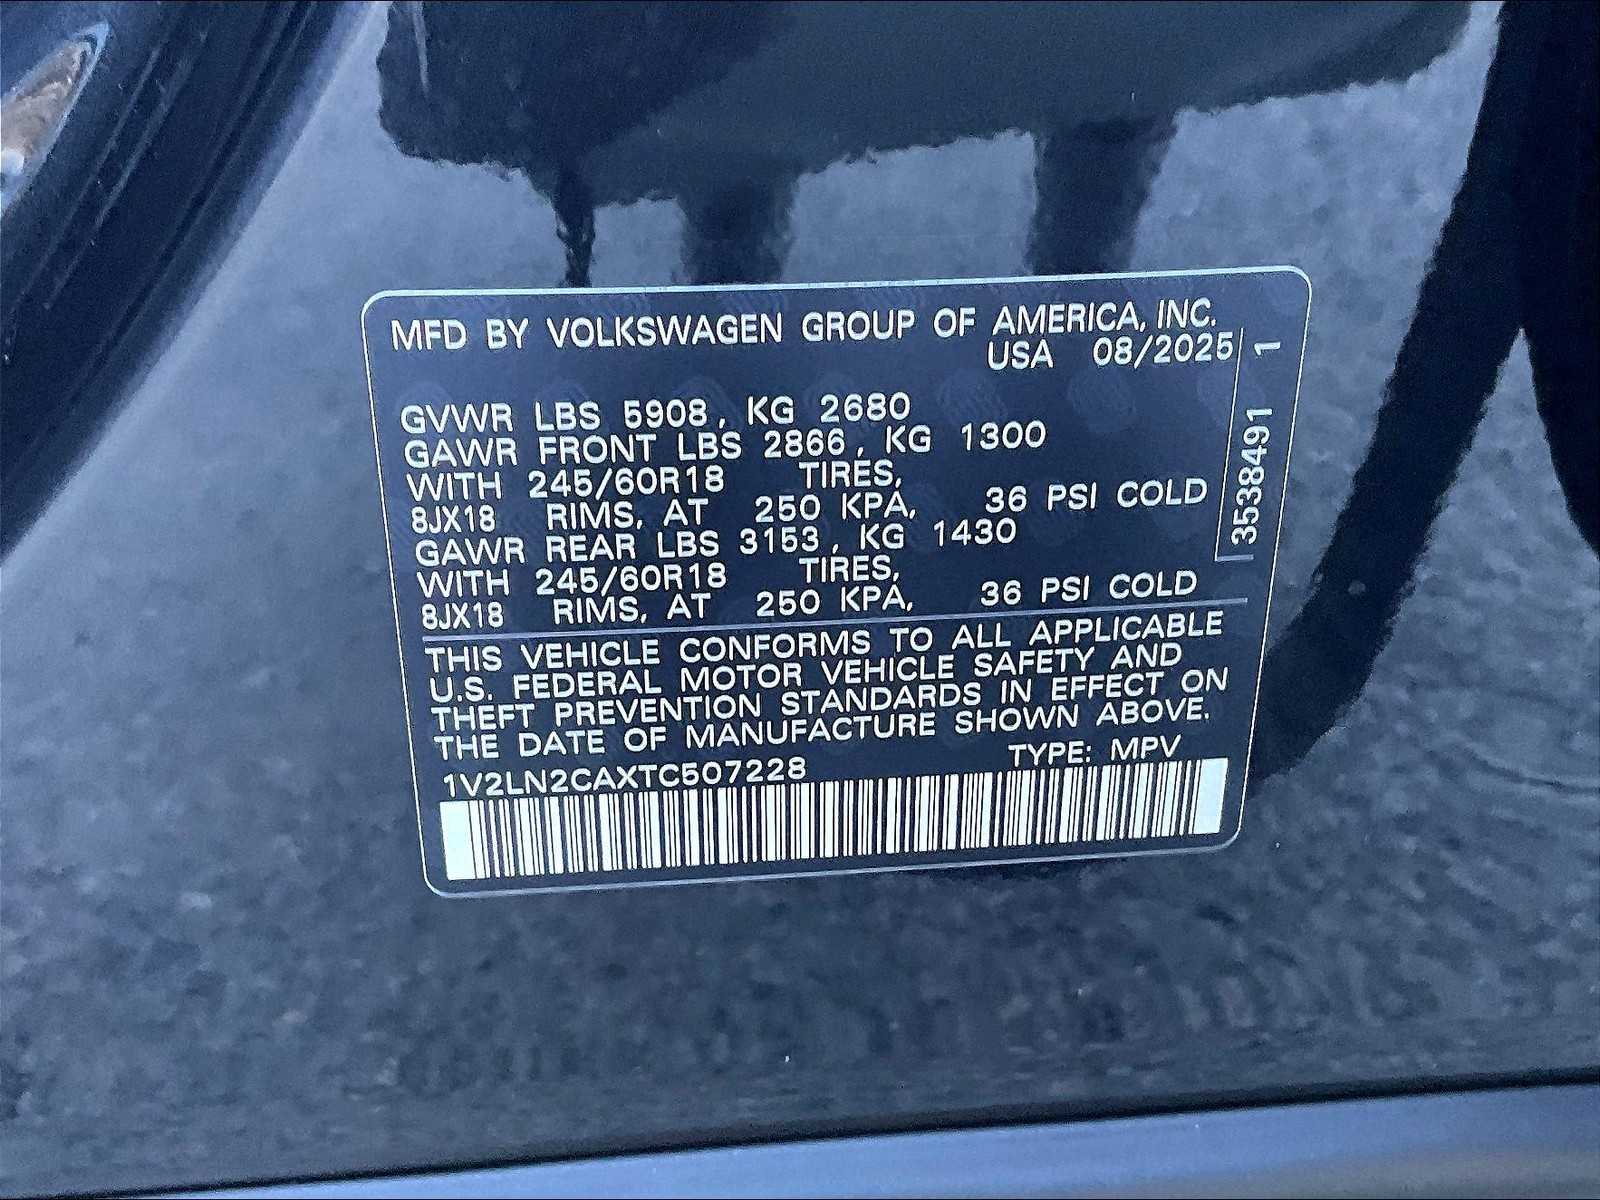 MFD BY VOLKSWAGEN GROUP OF AMERICA, INC.
USA 08/2025
GVWR LBS 5908, KG 2680
GAWR FRONT LBS 2866, KG 1300
WITH 245/60R18 TIRES,
8JX18 RIMS, AT 250 KPA, 36 PSI COLD
GAWR REAR LBS 3153, KG 1430
WITH 245/60R18 TIRES,
8JX18 RIMS, AT 250 KPA, 36 PSI COLD
THIS VEHICLE CONFORMS TO ALL APPLICABLE
U.S. FEDERAL MOTOR VEHICLE SAFETY AND
THEFT PREVENTION STANDARDS IN EFFECT ON
THE DATE OF MANUFACTURE SHOWN ABOVE.
TYPE: MPV
1V2LN2CAXTC507228
35384911 1